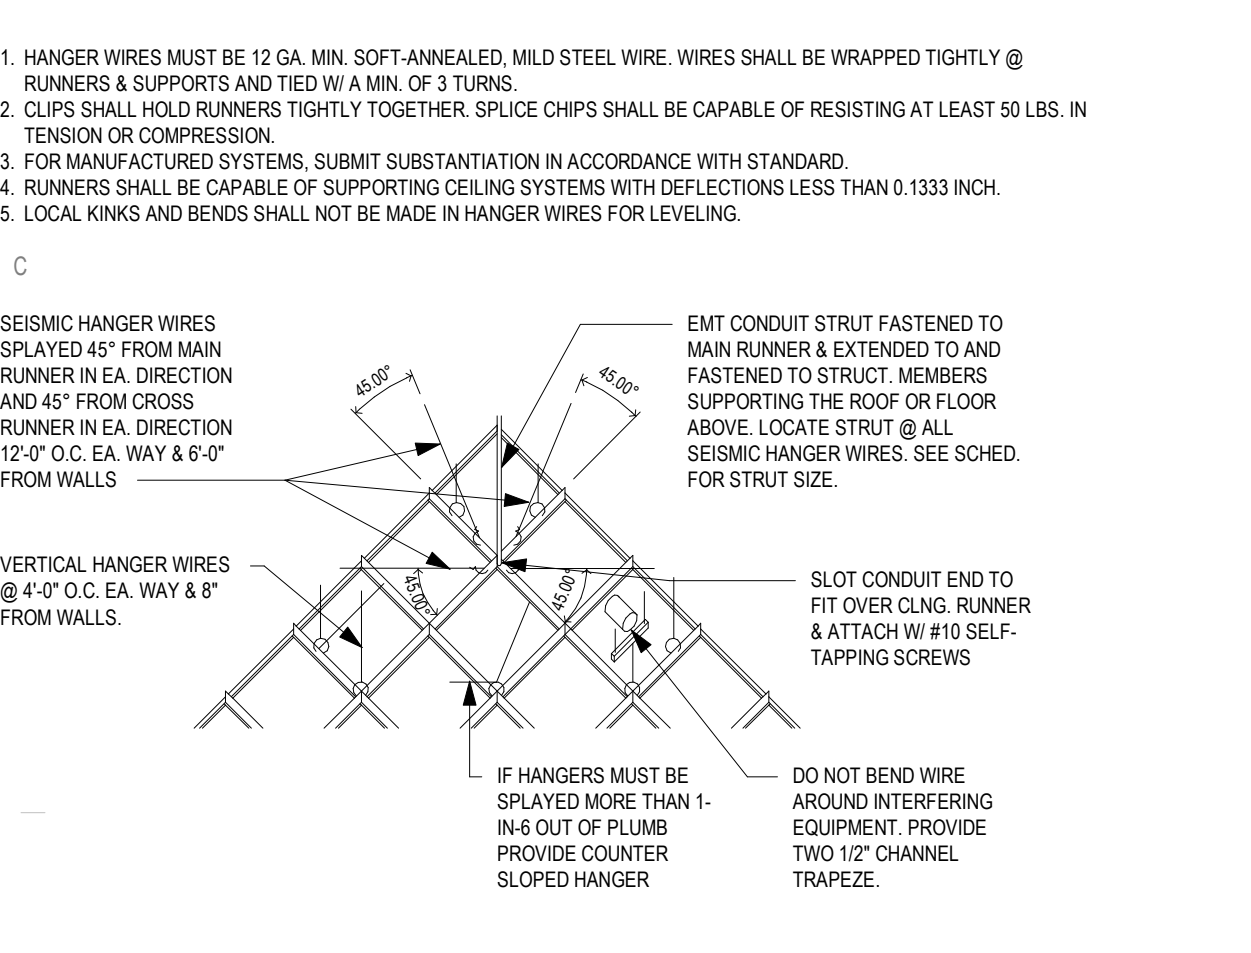 1. HANGER WIRES MUST BE 12 GA. MIN. SOFT-ANNEALED, MILD STEEL WIRE. WIRES SHALL BE WRAPPED TIGHTLY @
RUNNERS & SUPPORTS AND TIED W/ A MIN. OF 3 TURNS.
2. CLIPS SHALL HOLD RUNNERS TIGHTLY TOGETHER. SPLICE CHIPS SHALL BE CAPABLE OF RESISTING AT LEAST 50 LBS. IN
TENSION OR COMPRESSION.
3. FOR MANUFACTURED SYSTEMS, SUBMIT SUBSTANTIATION IN ACCORDANCE WITH STANDARD.
4. RUNNERS SHALL BE CAPABLE OF SUPPORTING CEILING SYSTEMS WITH DEFLECTIONS LESS THAN 0.1333 INCH.
5. LOCAL KINKS AND BENDS SHALL NOT BE MADE IN HANGER WIRES FOR LEVELING.
C
SEISMIC HANGER WIRES
SPLAYED 45° FROM MAIN
RUNNER IN EA. DIRECTION
AND 45° FROM CROSS
RUNNER IN EA. DIRECTION
12'-0" O.C. EA. WAY & 6'-0"
FROM WALLS
45.00°
45.00°
EMT CONDUIT STRUT FASTENED TO
MAIN RUNNER & EXTENDED TO AND
FASTENED TO STRUCT. MEMBERS
SUPPORTING THE ROOF OR FLOOR
ABOVE. LOCATE STRUT @ ALL
SEISMIC HANGER WIRES. SEE SCHED.
FOR STRUT SIZE.
VERTICAL HANGER WIRES
@ 4'-0" O.C. EA. WAY & 8"
FROM WALLS.
45.00°
45.00°
SLOT CONDUIT END TO
FIT OVER CLNG. RUNNER
& ATTACH W/ #10 SELF-
TAPPING SCREWS
IF HANGERS MUST BE
SPLAYED MORE THAN 1-
IN-6 OUT OF PLUMB
PROVIDE COUNTER
SLOPED HANGER
DO NOT BEND WIRE
AROUND INTERFERING
EQUIPMENT. PROVIDE
TWO 1/2" CHANNEL
TRAPEZE.